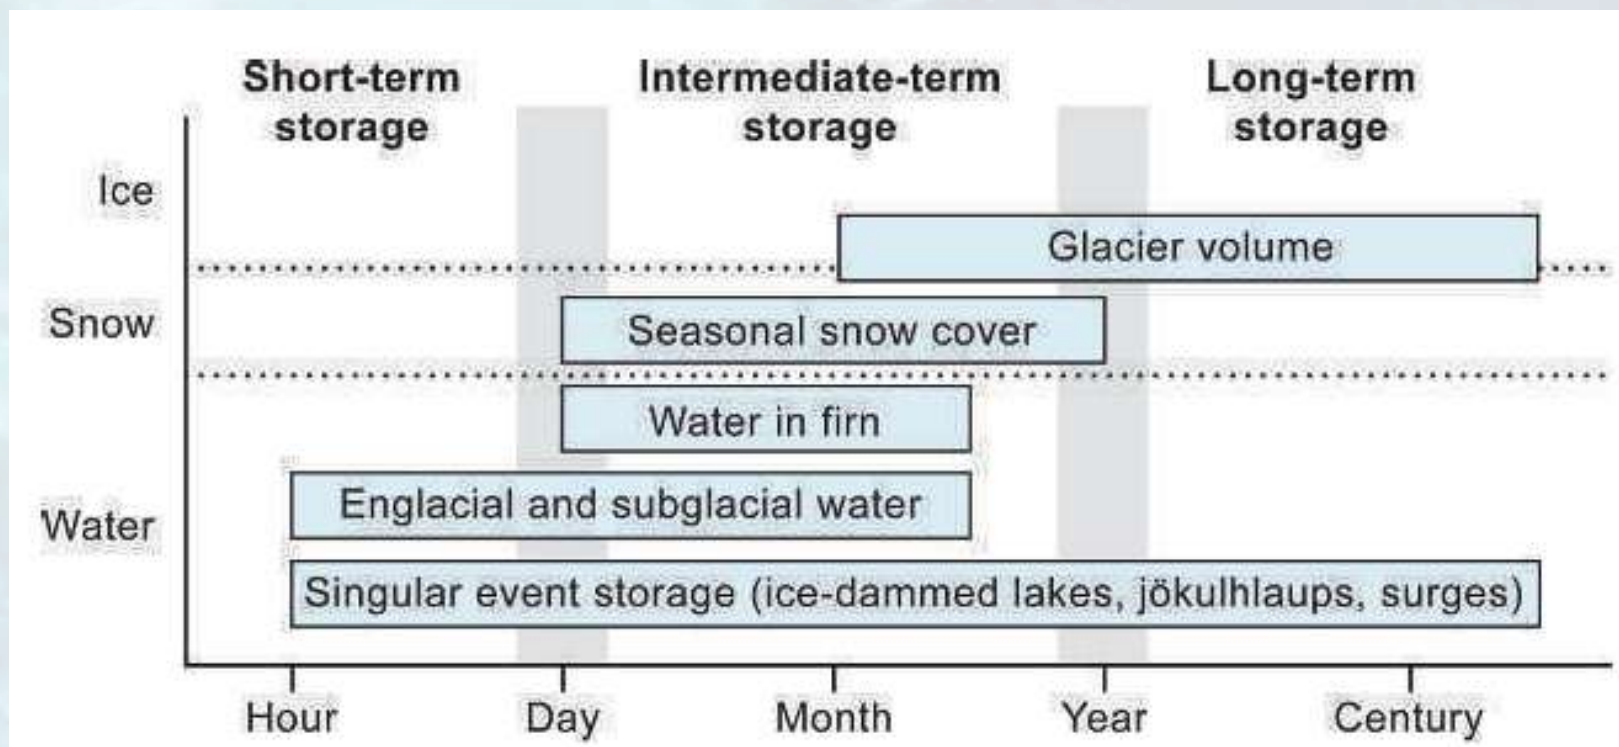 Short-term
storage
Intermediate-term
storage
Long-term
storage
Ice
Glacier volume
Snow
Seasonal snow cover
Water in firn
Water
Englacial and subglacial water
Singular event storage (ice-dammed lakes, jökulhlaups, surges)
Hour
Day
Month
Year
Century